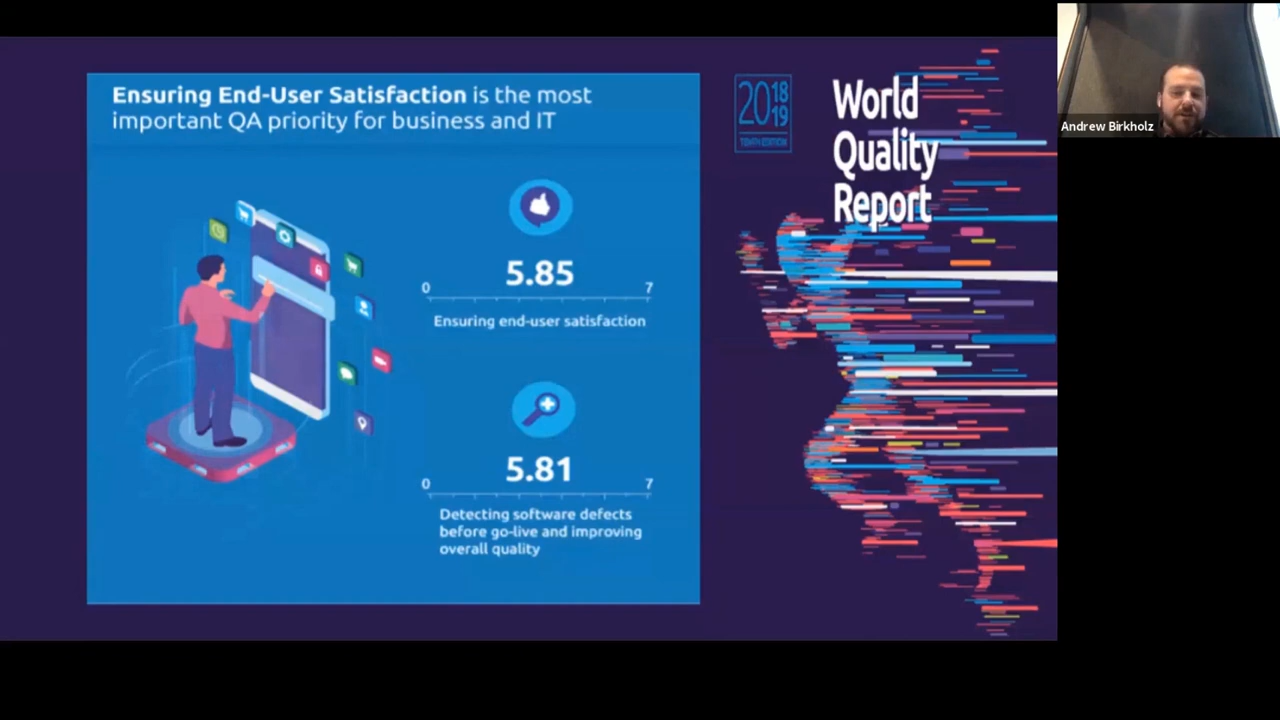 Ensuring End-User Satisfaction is the most
important QA priority for business and IT
5.85
0 7
Ensuring end-user satisfaction
5.81
0 7
Detecting software defects
before go-live and improving
overall quality
2018
19
TENTH EDITION
World
Quality
Report
Andrew Birkholz